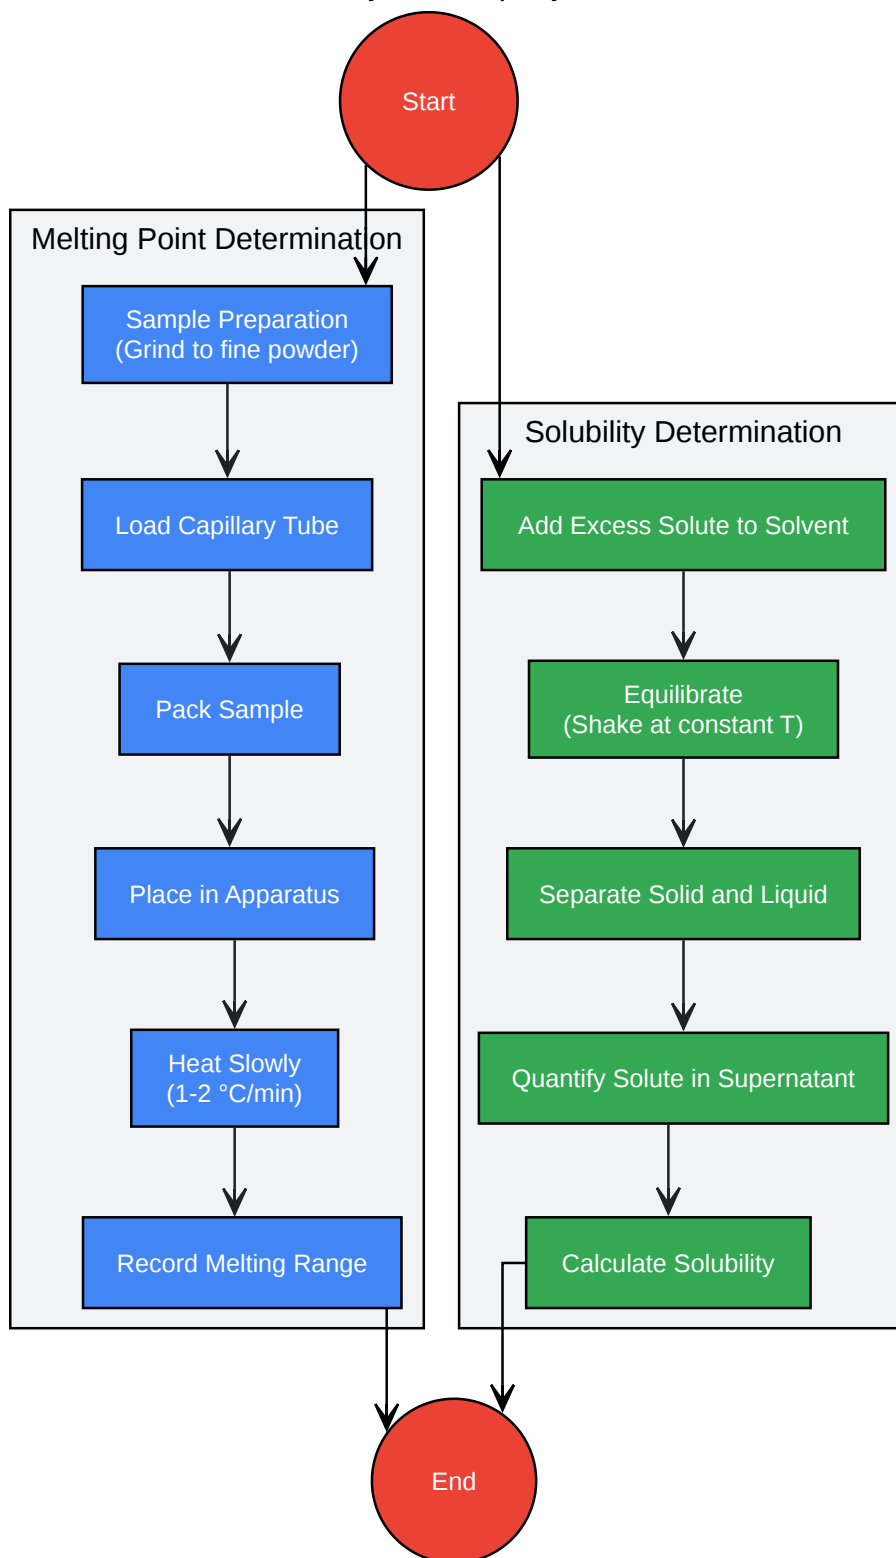 Start
Melting Point Determination
Sample Preparation
(Grind to fine powder)
Load Capillary Tube
Pack Sample
Place in Apparatus
Heat Slowly
(1-2 °C/min)
Record Melting Range
Solubility Determination
Add Excess Solute to Solvent
Equilibrate
(Shake at constant T)
Separate Solid and Liquid
Quantify Solute in Supernatant
Calculate Solubility
End